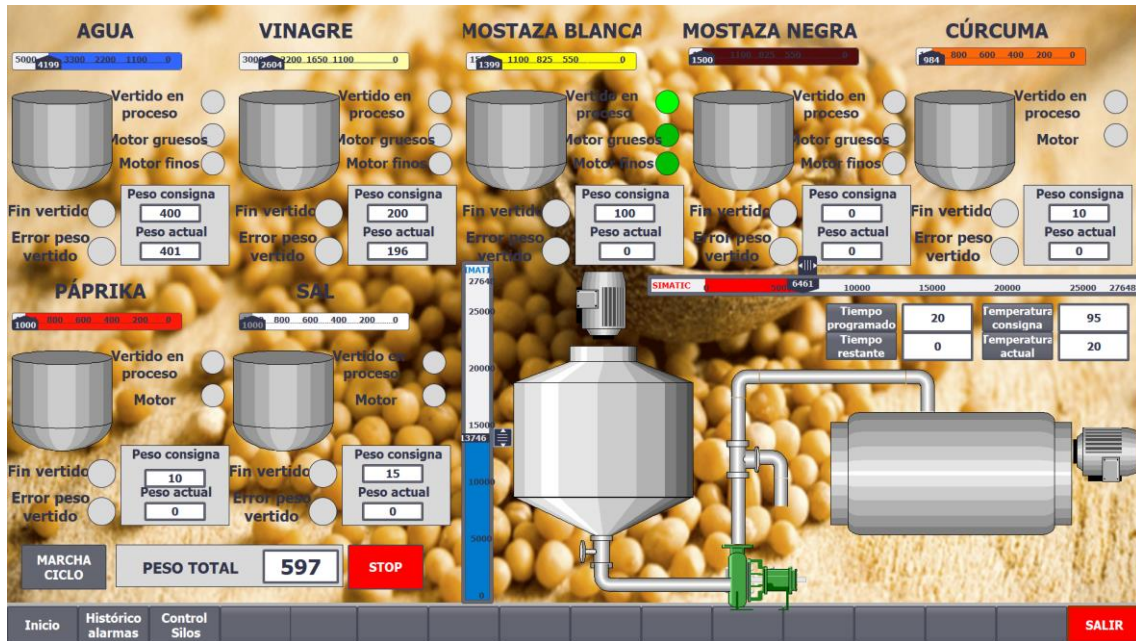 AGUA
VINAGRE
MOSTAZA BLANCA
MOSTAZA NEGRA
CÚRCUMA
4199 3300 2200 1100 0
2604 2200 1650 1100 0
1399 1100 825 550 0
1500 1100 825 550 0
984 800 600 400 200 0
Vertido en proceso
Motor gruesos
Motor finos
Vertido en proceso
Motor gruesos
Motor finos
Vertido en proceso
Motor gruesos
Motor finos
Vertido en proceso
Motor gruesos
Motor finos
Vertido en proceso
Motor
Fin vertido
Error peso vertido
Peso consigna
400
Peso actual
401
Fin vertido
Error peso vertido
Peso consigna
200
Peso actual
196
Fin vertido
Error peso vertido
Peso consigna
100
Peso actual
0
Fin vertido
Error peso vertido
Peso consigna
0
Peso actual
0
Fin vertido
Error peso vertido
Peso consigna
10
Peso actual
0
PÁPRIKA
SAL
1000 800 600 400 200 0
1000 800 600 400 200 0
Vertido en proceso
Motor
Vertido en proceso
Motor
Fin vertido
Error peso vertido
Peso consigna
10
Peso actual
0
Fin vertido
Error peso vertido
Peso consigna
15
Peso actual
0
IMATI
27648
25000
20000
15000
13746
10000
5000
0
SIMATIC 0 6461 10000 15000 20000 25000 27648
Tiempo programado
20
Temperatura consigna
95
Tiempo restante
0
Temperatura actual
20
MARCHA CICLO
PESO TOTAL
597
STOP
Inicio
Histórico alarmas
Control Silos
SALIR